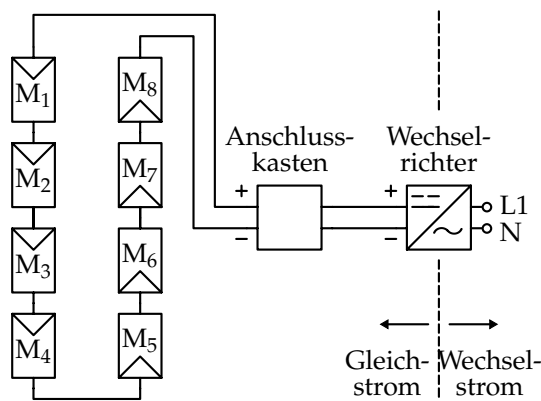 M1
M2
M3
M4
M8
M7
M6
M5
Anschluss-
kasten
Wechsel-
richter
+
−
+
−
L1
N
Gleich-
strom
Wechsel-
strom